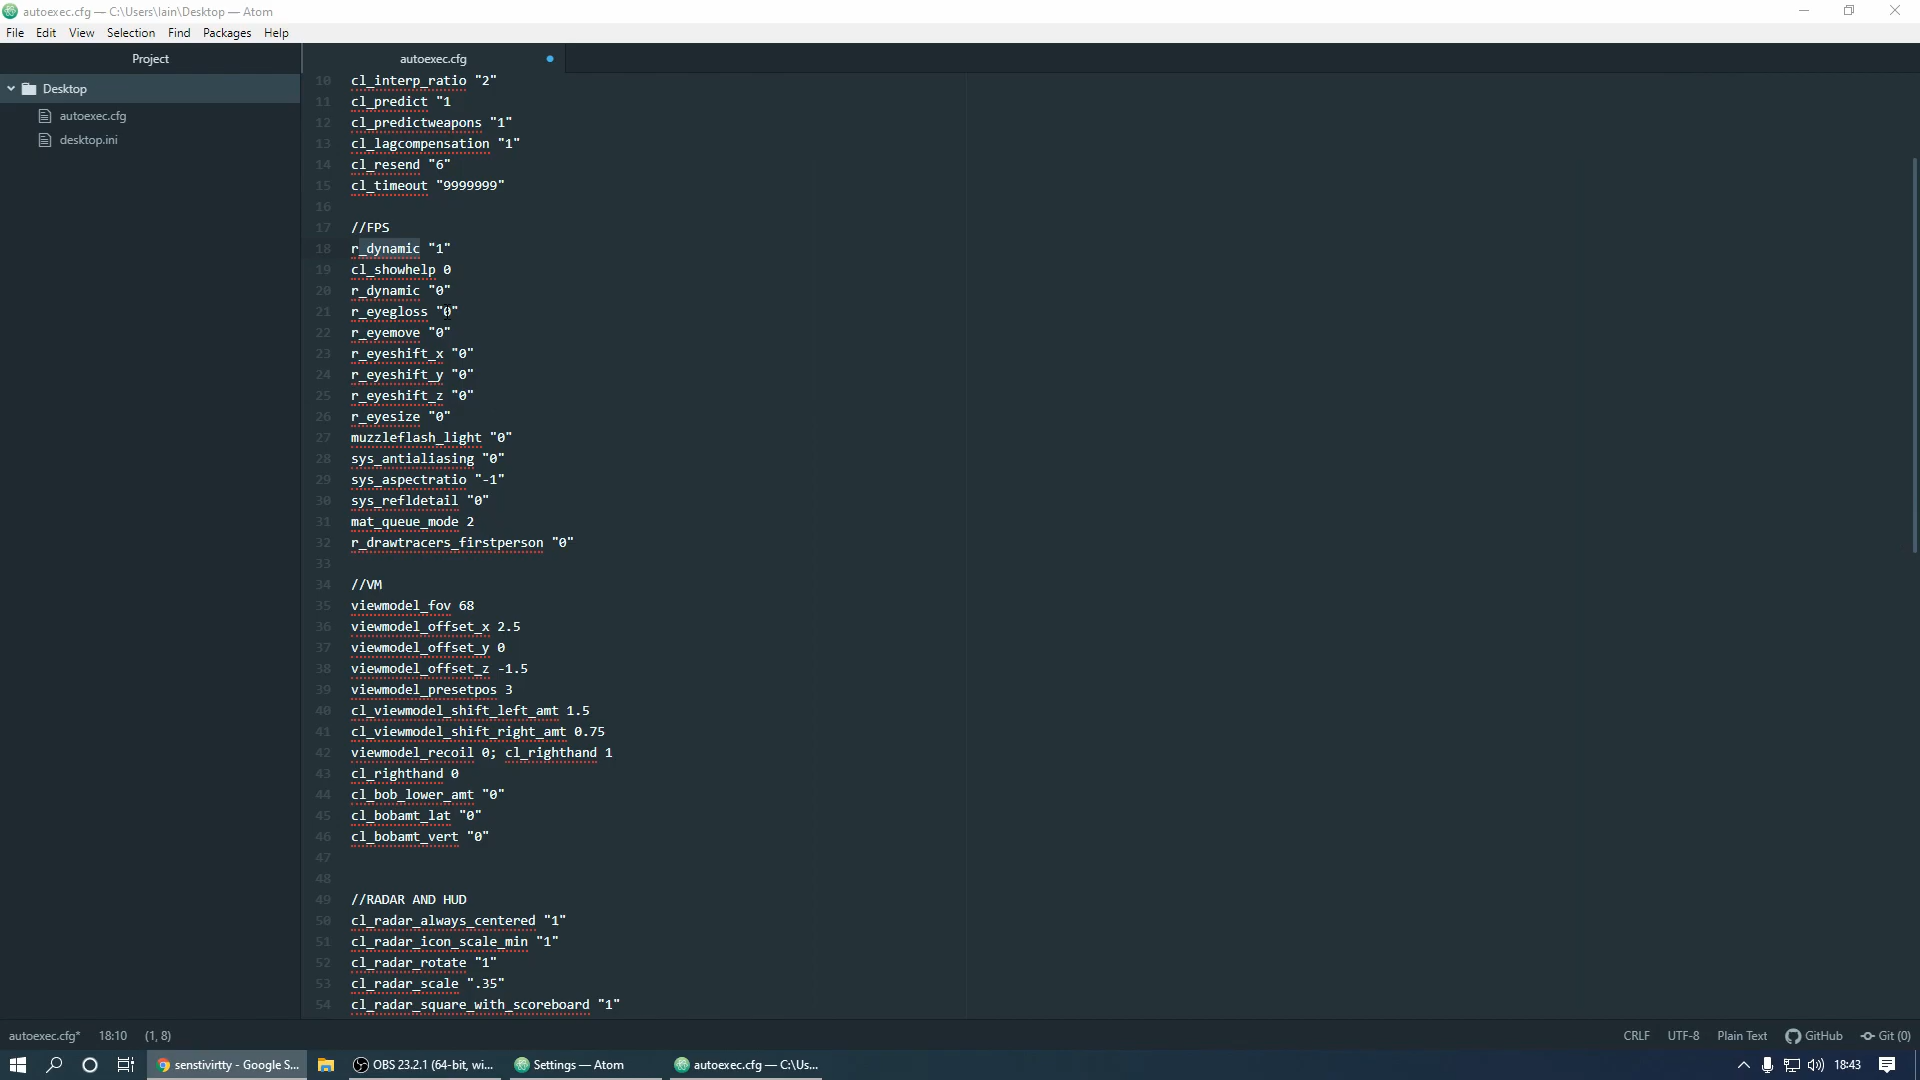 autoexec.cfg — C:\Users\lain\Desktop — Atom
File Edit View Selection Find Packages Help
Project
autoexec.cfg
Desktop
autoexec.cfg
desktop.ini
10 cl_interp_ratio "2"
11 cl_predict "1
12 cl_predictweapons "1"
13 cl_lagcompensation "1"
14 cl_resend "6"
15 cl_timeout "9999999"
16
17 //FPS
18 r_dynamic "1"
19 cl_showhelp 0
20 r_dynamic "0"
21 r_eyegloss "0"
22 r_eyemove "0"
23 r_eyeshift_x "0"
24 r_eyeshift_y "0"
25 r_eyeshift_z "0"
26 r_eyesize "0"
27 muzzleflash_light "0"
28 sys_antialiasing "0"
29 sys_aspectratio "-1"
30 sys_refldetail "0"
31 mat_queue_mode 2
32 r_drawtracers_firstperson "0"
33
34 //VM
35 viewmodel_fov 68
36 viewmodel_offset_x 2.5
37 viewmodel_offset_y 0
38 viewmodel_offset_z -1.5
39 viewmodel_presetpos 3
40 cl_viewmodel_shift_left_amt 1.5
41 cl_viewmodel_shift_right_amt 0.75
42 viewmodel_recoil 0; cl_righthand 1
43 cl_righthand 0
44 cl_bob_lower_amt "0"
45 cl_bobamt_lat "0"
46 cl_bobamt_vert "0"
47
48
49 //RADAR AND HUD
50 cl_radar_always_centered "1"
51 cl_radar_icon_scale_min "1"
52 cl_radar_rotate "1"
53 cl_radar_scale ".35"
54 cl_radar_square_with_scoreboard "1"
autoexec.cfg* 18:10 (1, 8) CRLF UTF-8 Plain Text GitHub Git (0)
senstivirtty - Google S... OBS 23.2.1 (64-bit, wi... Settings — Atom autoexec.cfg — C:\Us... 18:43